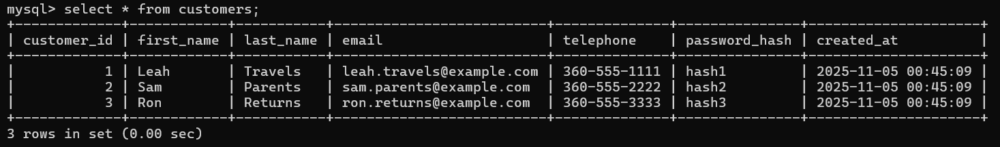 mysql> select * from customers;
+-------------+------------+-----------+--------------------------+--------------+---------------+---------------------+
| customer_id | first_name | last_name | email                    | telephone    | password_hash | created_at          |
+-------------+------------+-----------+--------------------------+--------------+---------------+---------------------+
|           1 | Leah       | Travels   | leah.travels@example.com | 360-555-1111 | hash1         | 2025-11-05 00:45:09 |
|           2 | Sam        | Parents   | sam.parents@example.com  | 360-555-2222 | hash2         | 2025-11-05 00:45:09 |
|           3 | Ron        | Returns   | ron.returns@example.com  | 360-555-3333 | hash3         | 2025-11-05 00:45:09 |
+-------------+------------+-----------+--------------------------+--------------+---------------+---------------------+
3 rows in set (0.00 sec)